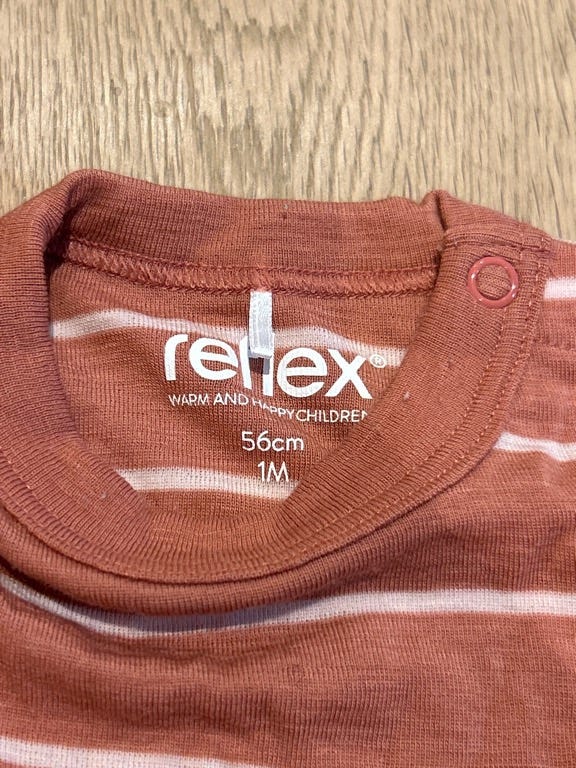 reflex®
WARM AND HAPPY CHILDREN
56cm
1M